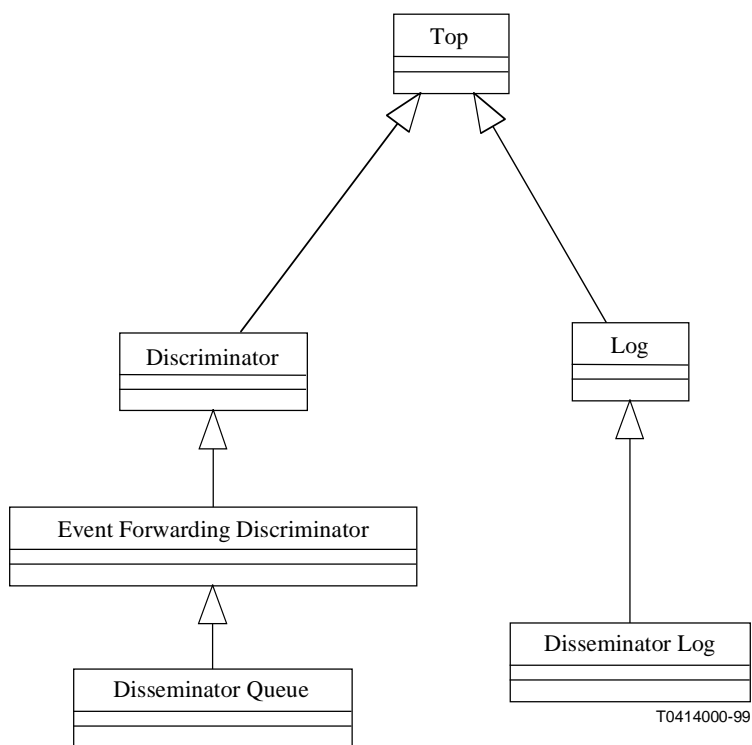 Top
Discriminator
Log
Event Forwarding Discriminator
Disseminator Log
Disseminator Queue
T0414000-99